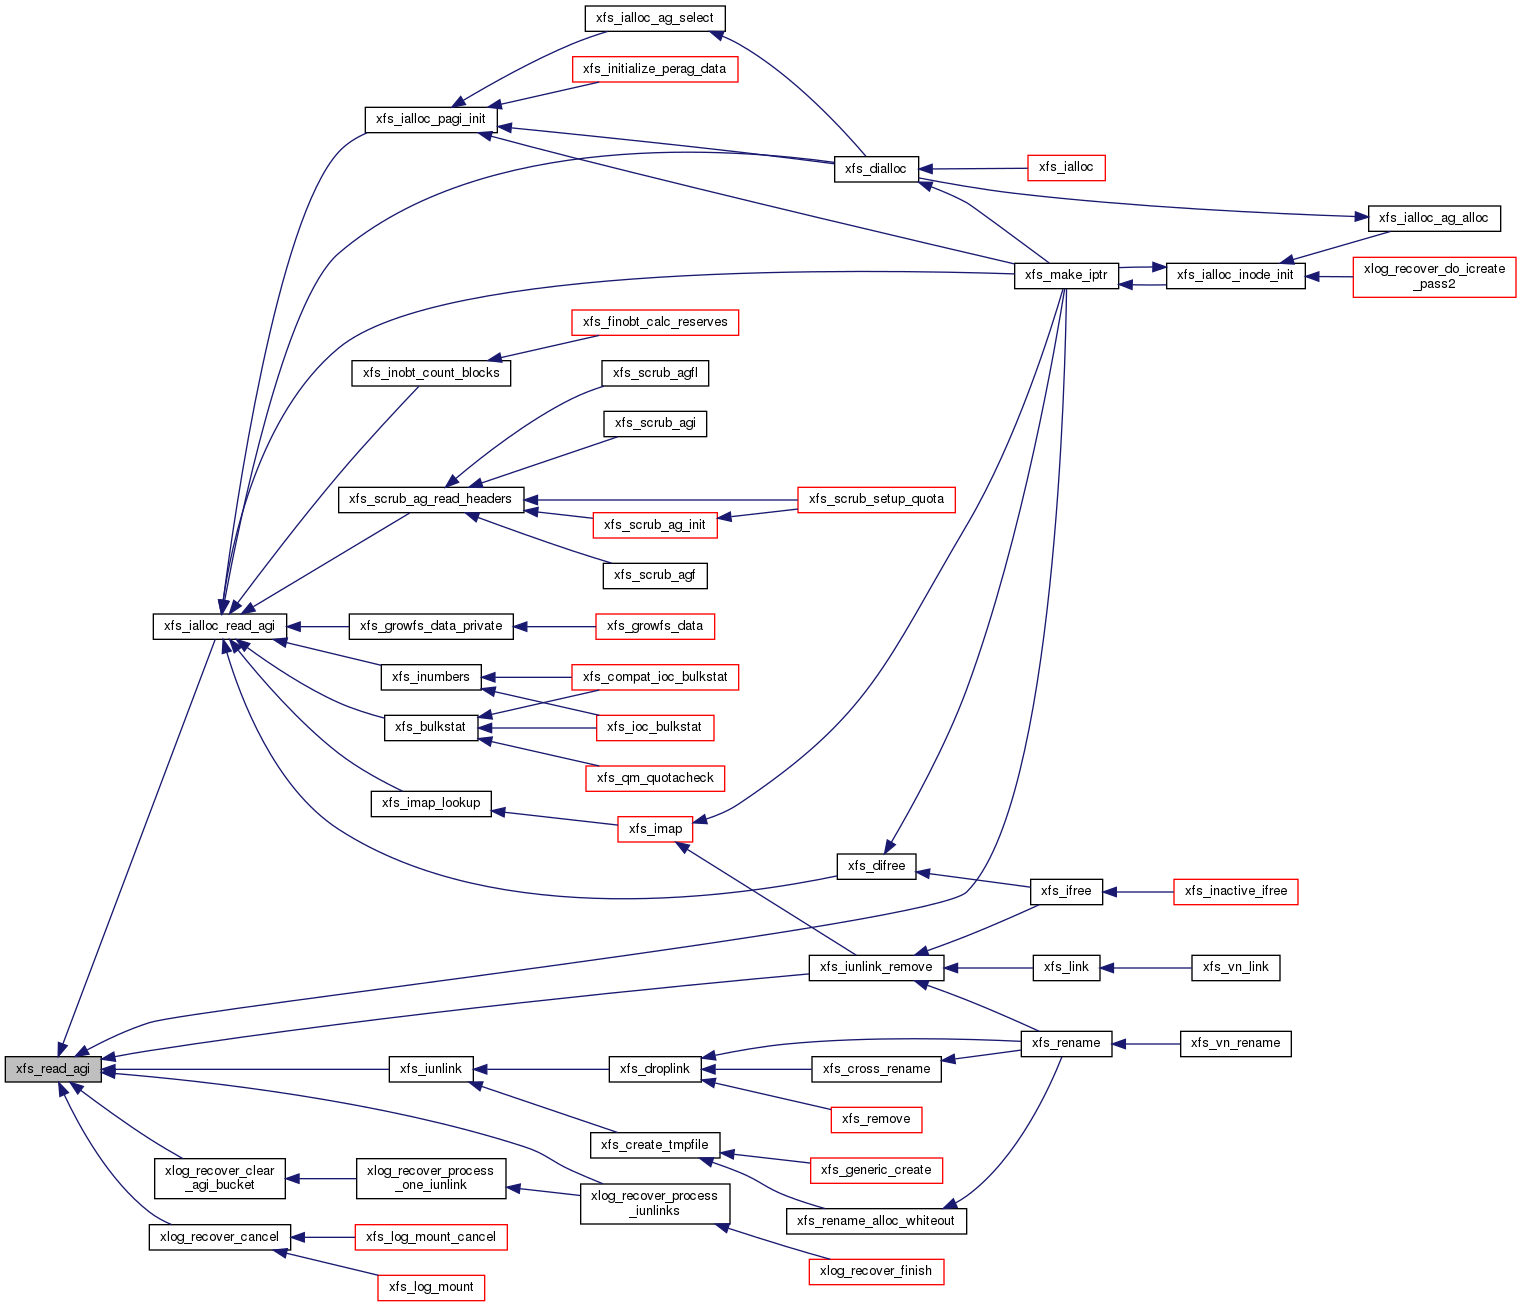 xfs_ialloc_ag_select
xfs_initialize_perag_data
xfs_ialloc_pagi_init
xfs_dialloc
xfs_ialloc
xfs_ialloc_ag_alloc
xfs_make_iptr
xfs_ialloc_inode_init
xlog_recover_do_icreate
_pass2
xfs_finobt_calc_reserves
xfs_inobt_count_blocks
xfs_scrub_agfl
xfs_scrub_agi
xfs_scrub_ag_read_headers
xfs_scrub_setup_quota
xfs_scrub_ag_init
xfs_scrub_agf
xfs_ialloc_read_agi
xfs_growfs_data_private
xfs_growfs_data
xfs_inumbers
xfs_compat_ioc_bulkstat
xfs_bulkstat
xfs_ioc_bulkstat
xfs_qm_quotacheck
xfs_imap_lookup
xfs_imap
xfs_difree
xfs_ifree
xfs_inactive_ifree
xfs_iunlink_remove
xfs_link
xfs_vn_link
xfs_read_agi
xfs_iunlink
xfs_droplink
xfs_cross_rename
xfs_rename
xfs_vn_rename
xfs_remove
xfs_create_tmpfile
xfs_generic_create
xlog_recover_clear
_agi_bucket
xlog_recover_process
_one_iunlink
xlog_recover_process
_iunlinks
xfs_rename_alloc_whiteout
xlog_recover_cancel
xfs_log_mount_cancel
xlog_recover_finish
xfs_log_mount